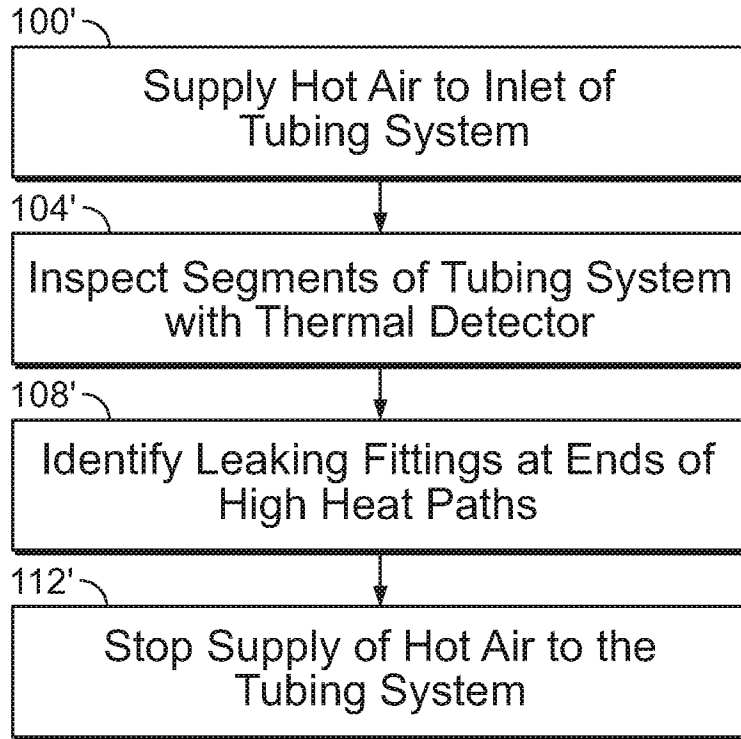 100'
Supply Hot Air to Inlet of
Tubing System
104'
Inspect Segments of Tubing System
with Thermal Detector
108'
Identify Leaking Fittings at Ends of
High Heat Paths
112'
Stop Supply of Hot Air to the
Tubing System